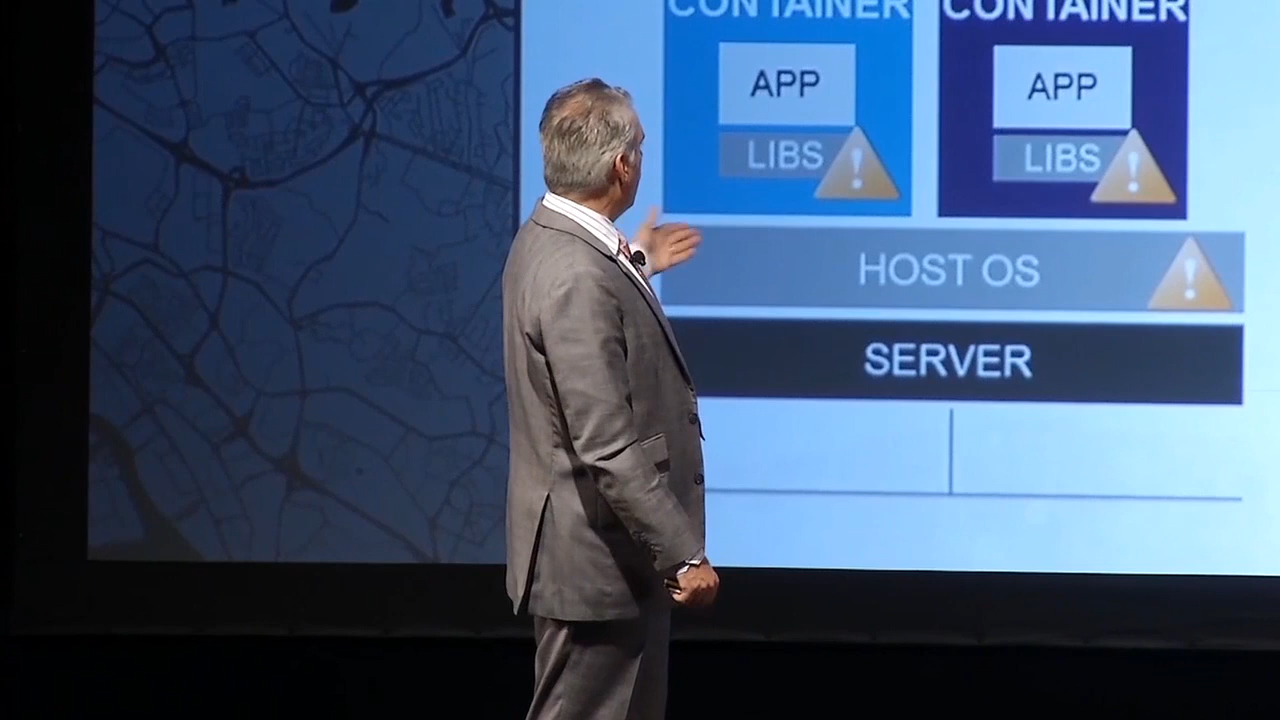 CONTAINER CONTAINER
APP APP
LIBS ! LIBS !
HOST OS !
SERVER